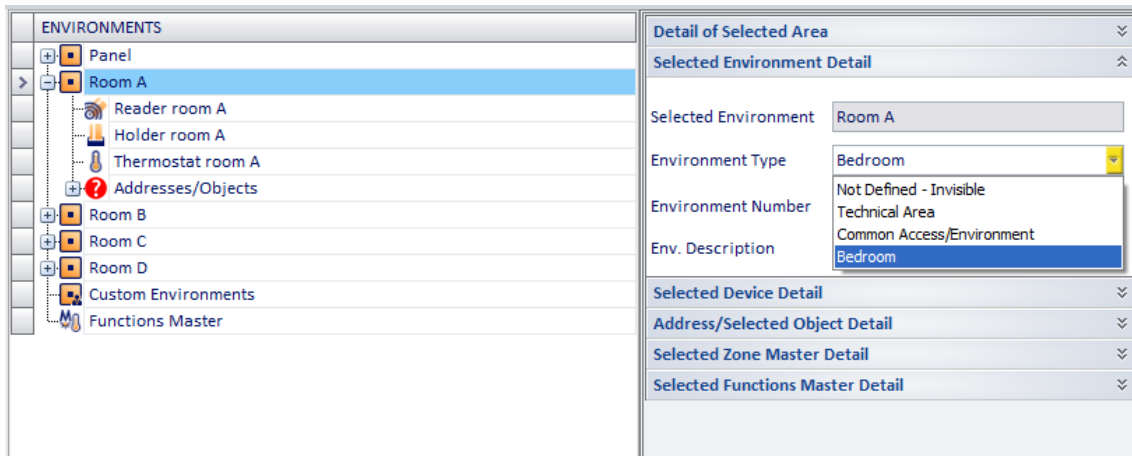 ENVIRONMENTS
Panel
Room A
Reader room A
Holder room A
Thermostat room A
Addresses/Objects
Room B
Room C
Room D
Custom Environments
Functions Master
Detail of Selected Area
Selected Environment Detail
Selected Environment Room A
Environment Type Bedroom
Not Defined - Invisible
Technical Area
Environment Number
Common Access/Environment
Env. Description
Bedroom
Selected Device Detail
Address/Selected Object Detail
Selected Zone Master Detail
Selected Functions Master Detail